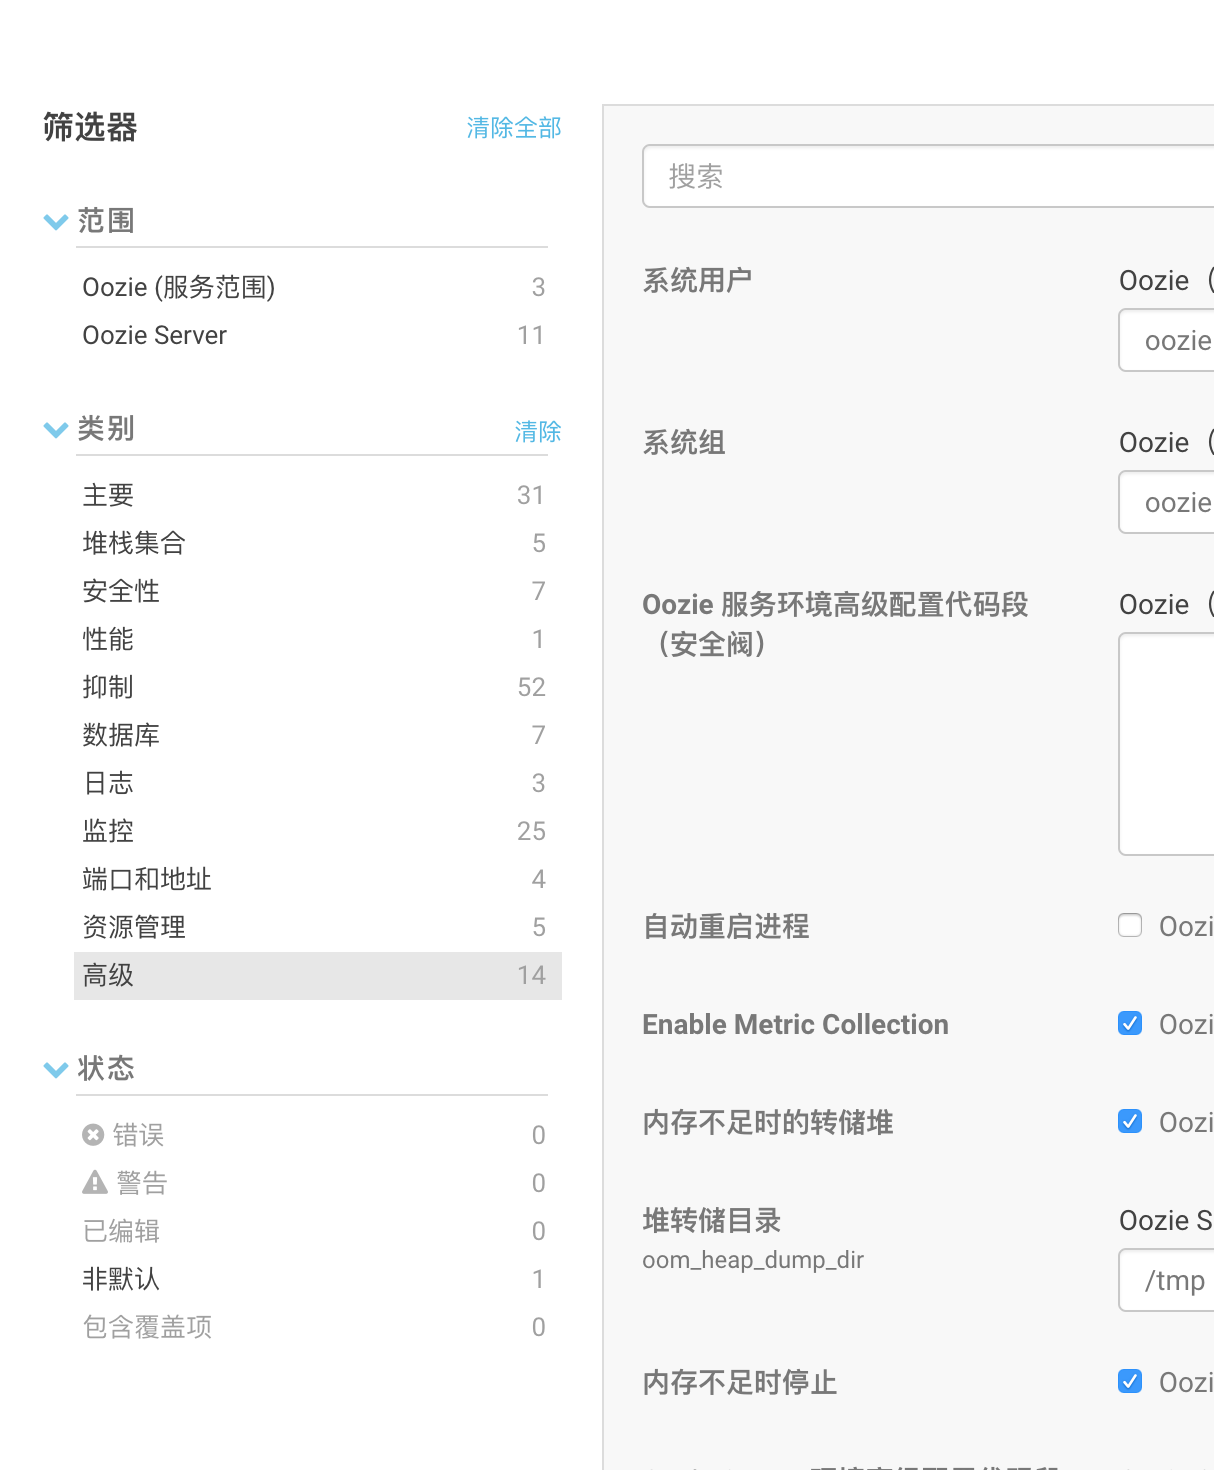 筛选器 清除全部
范围
Oozie (服务范围) 3
Oozie Server 11
类别 清除
主要 31
堆栈集合 5
安全性 7
性能 1
抑制 52
数据库 7
日志 3
监控 25
端口和地址 4
资源管理 5
高级 14
状态
错误 0
警告 0
已编辑 0
非默认 1
包含覆盖项 0
搜索
系统用户 Oozie（
oozie
系统组 Oozie（
oozie
Oozie 服务环境高级配置代码段 Oozie（
（安全阀）
自动重启进程 Oozi
Enable Metric Collection Oozi
内存不足时的转储堆 Oozi
堆转储目录 Oozie S
oom_heap_dump_dir /tmp
内存不足时停止 Oozi